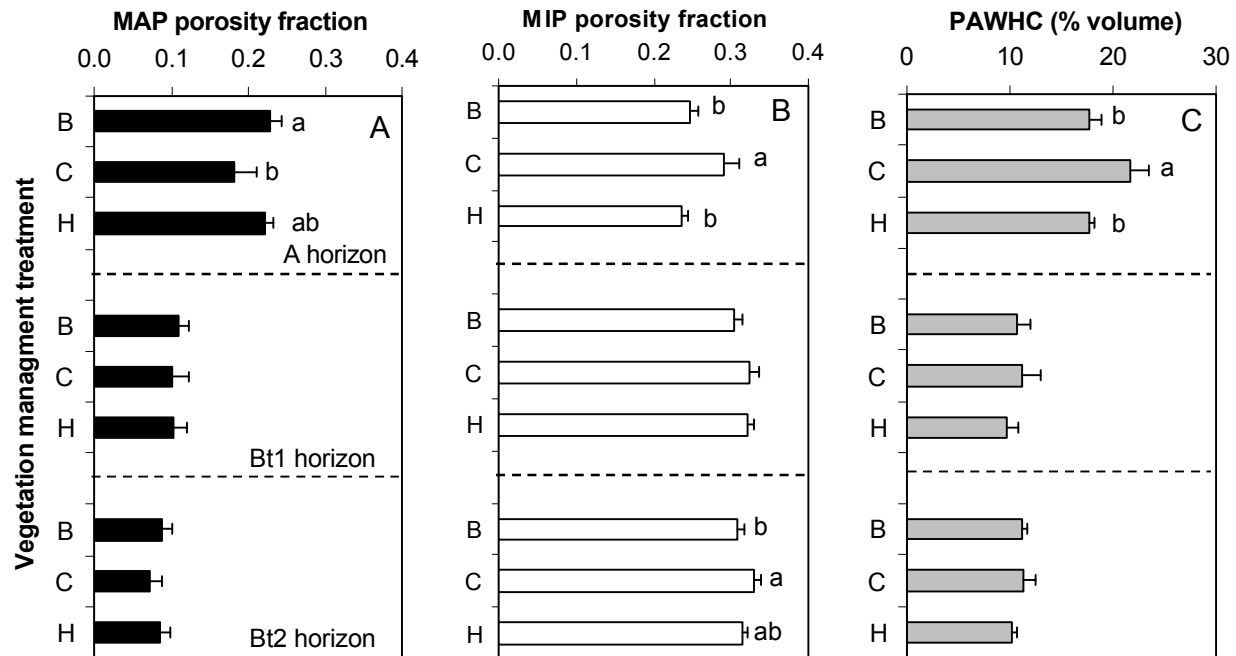 MAP porosity fraction
0.0 0.1 0.2 0.3 0.4
Vegetation managment treatment
A
B a
C b
H ab
A horizon
B
C
H
Bt1 horizon
B
C
H
Bt2 horizon
MIP porosity fraction
0.0 0.1 0.2 0.3 0.4
B
B b
C a
H b
B
C
H
B b
C a
H ab
PAWHC (% volume)
0 10 20 30
C
B b
C a
H b
B
C
H
B
C
H